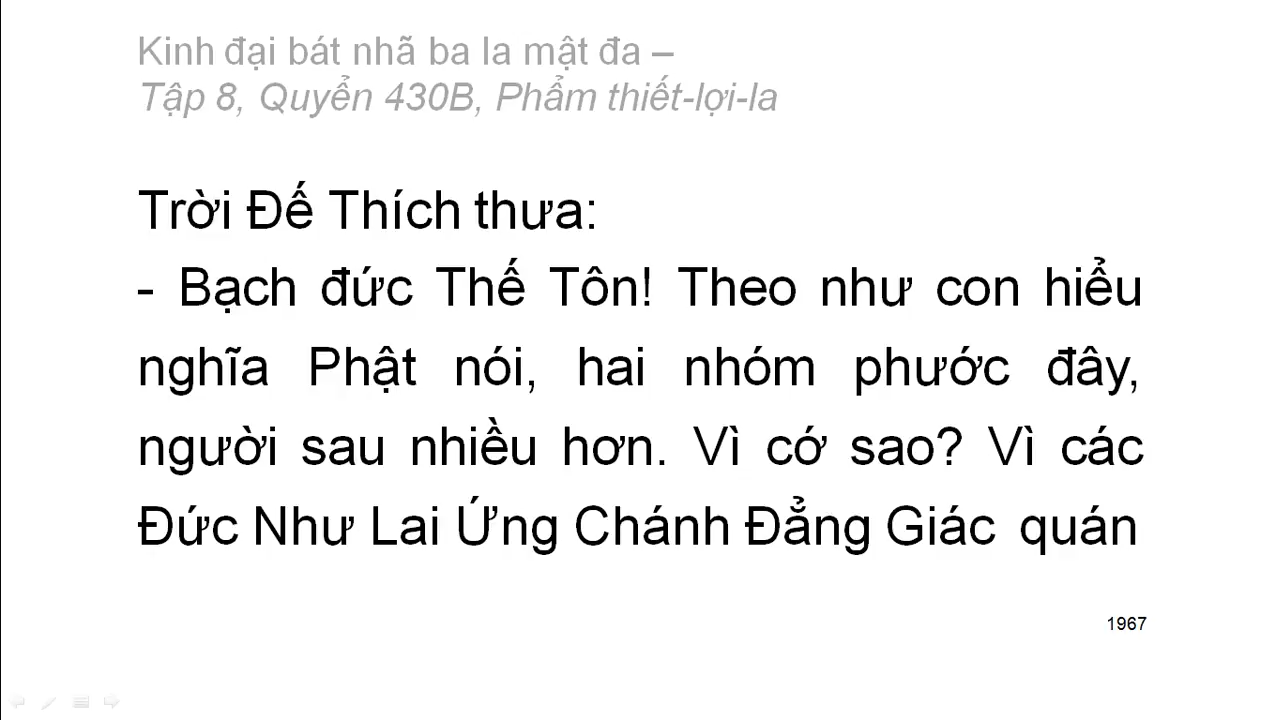 Kinh đại bát nhã ba la mật đa –
Tập 8, Quyển 430B, Phẩm thiết-lợi-la
Trời Đế Thích thưa:
- Bạch đức Thế Tôn! Theo như con hiểu
nghĩa Phật nói, hai nhóm phước đây,
người sau nhiều hơn. Vì cớ sao? Vì các
Đức Như Lai Ứng Chánh Đẳng Giác quán
1967